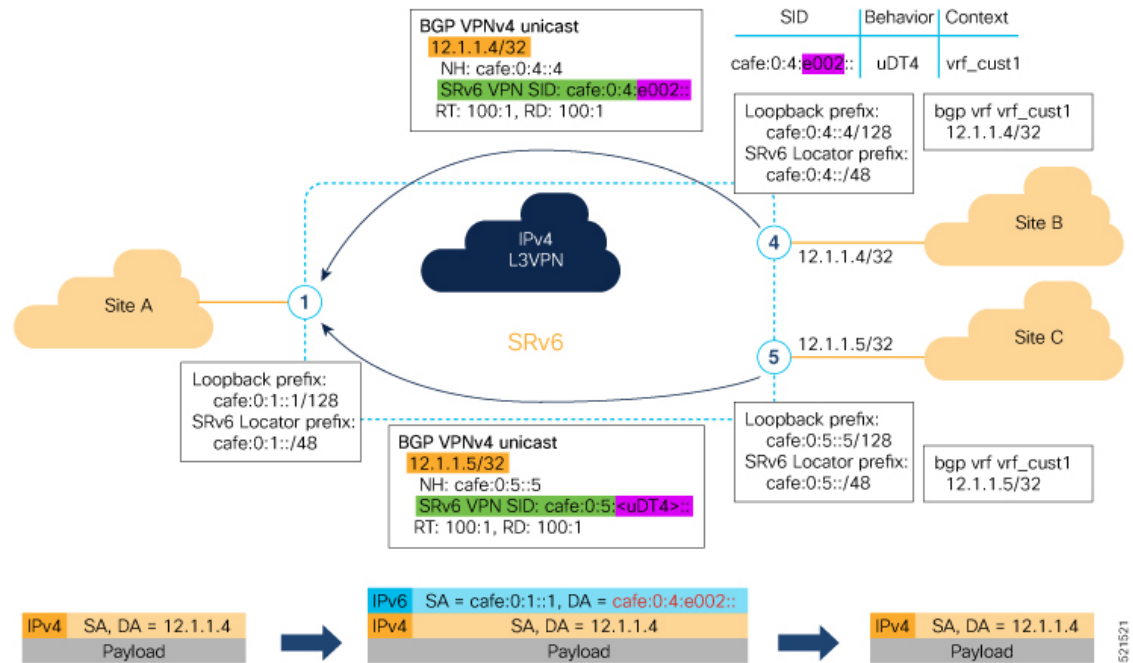 BGP VPNv4 unicast
12.1.1.4/32
NH: cafe:0:4::4
SRv6 VPN SID: cafe:0:4:e002::
RT: 100:1, RD: 100:1
SID Behavior Context
cafe:0:4:e002:: uDT4 vrf_cust1
Loopback prefix:
cafe:0:4::4/128
SRv6 Locator prefix:
cafe:0:4::/48
bgp vrf vrf_cust1
12.1.1.4/32
IPv4
L3VPN
4
12.1.1.4/32
Site B
Site A
1
SRv6
5
12.1.1.5/32
Site C
Loopback prefix:
cafe:0:1::1/128
SRv6 Locator prefix:
cafe:0:1::/48
BGP VPNv4 unicast
12.1.1.5/32
NH: cafe:0:5::5
SRv6 VPN SID: cafe:0:5:<uDT4>::
RT: 100:1, RD: 100:1
Loopback prefix:
cafe:0:5::5/128
SRv6 Locator prefix:
cafe:0:5::/48
bgp vrf vrf_cust1
12.1.1.5/32
IPv4 SA, DA = 12.1.1.4
Payload
IPv6 SA = cafe:0:1::1, DA = cafe:0:4:e002::
IPv4 SA, DA = 12.1.1.4
Payload
IPv4 SA, DA = 12.1.1.4
Payload
521521